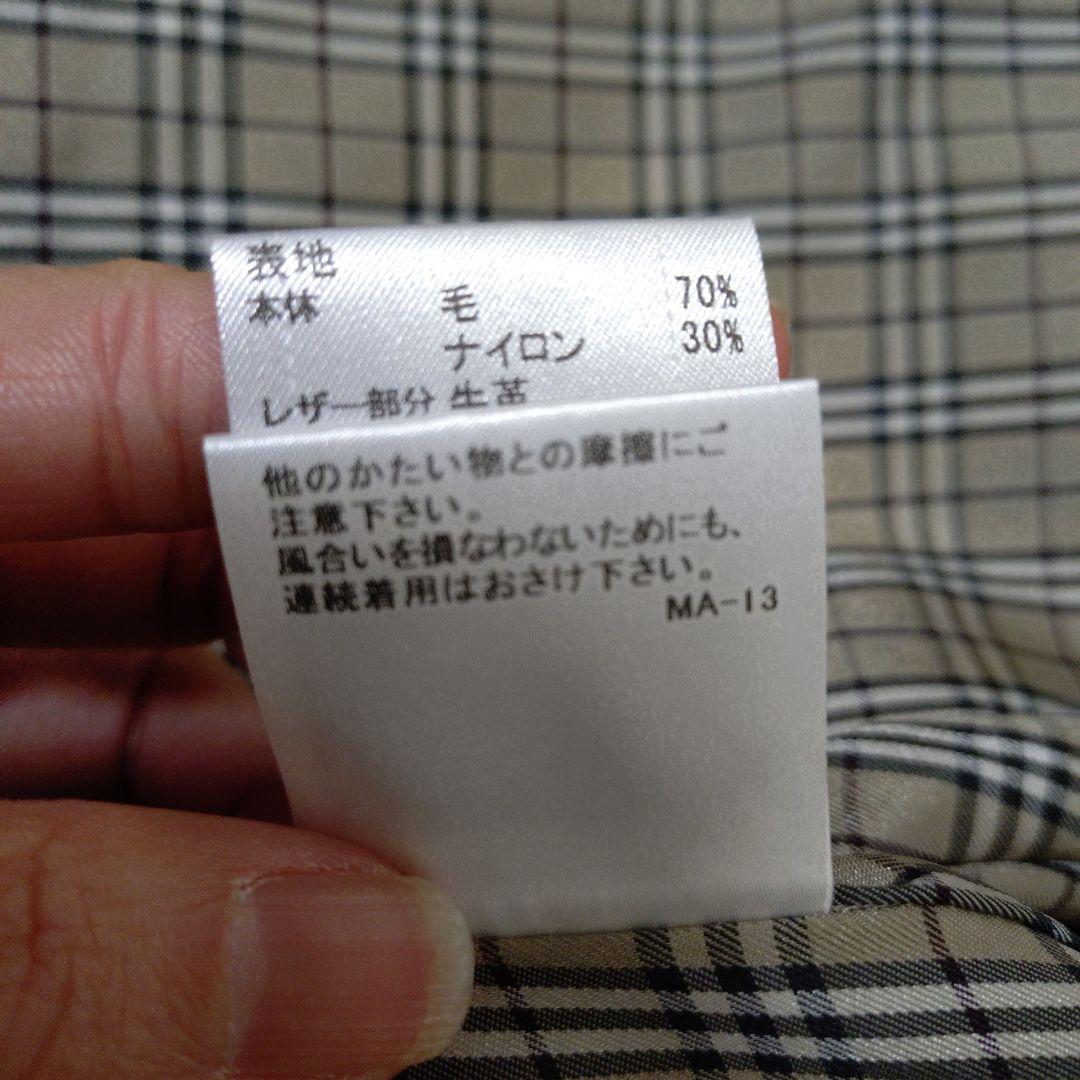 表地
本体 毛 70%
ナイロン 30%
レザー部分 牛革
他のかたい物との摩擦にご
注意下さい。
風合いを損なわないためにも、
連続着用はおさけ下さい。
MA-13